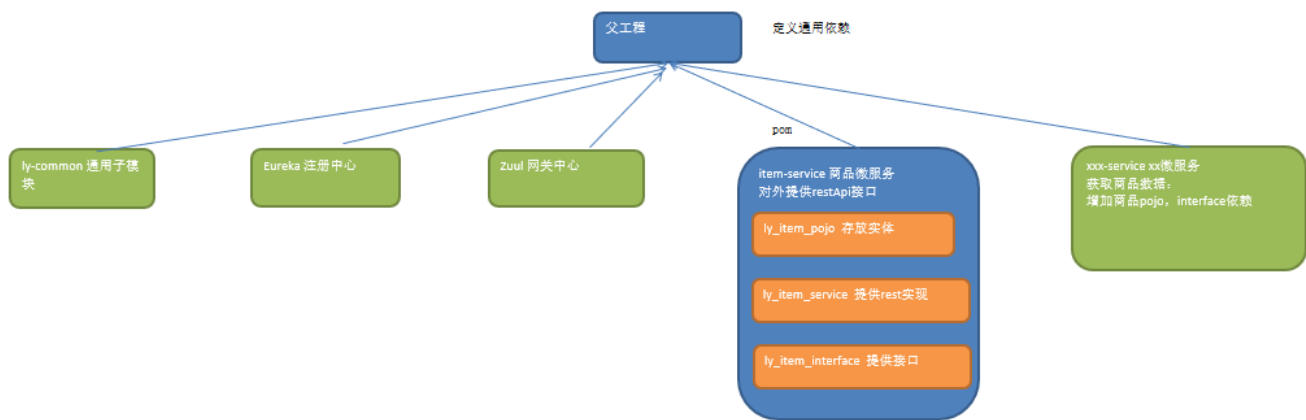 父工程
定义通用依赖
pom
ly-common 通用子模
块
Eureka 注册中心
Zuul 网关中心
item-service 商品微服务
对外提供restApi接口
ly_item_pojo 存放实体
ly_item_service 提供rest实现
ly_item_interface 提供接口
xxx-service xx微服务
获取商品数据：
增加商品pojo，interface依赖